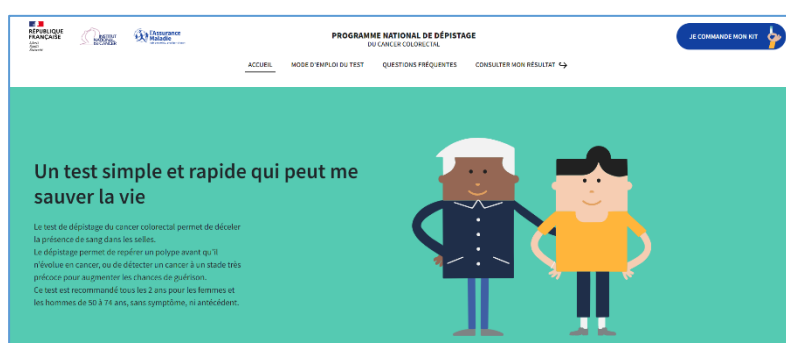 RÉPUBLIQUE
FRANÇAISE
INSTITUT
NATIONAL
DU CANCER
l'Assurance
Maladie
PROGRAMME NATIONAL DE DÉPISTAGE
DU CANCER COLORECTAL
JE COMMANDE MON KIT
ACCUEIL MODE D'EMPLOI DU TEST QUESTIONS FRÉQUENTES CONSULTER MON RÉSULTAT
Un test simple et rapide qui peut me
sauver la vie
Le test de dépistage du cancer colorectal permet de déceler
la présence de sang dans les selles.
Le dépistage permet de repérer un polype avant qu'il
n'évolue en cancer, ou de détecter un cancer à un stade très
précoce pour augmenter les chances de guérison.
Ce test est recommandé tous les 2 ans pour les femmes et
les hommes de 50 à 74 ans, sans symptôme, ni antécédent.